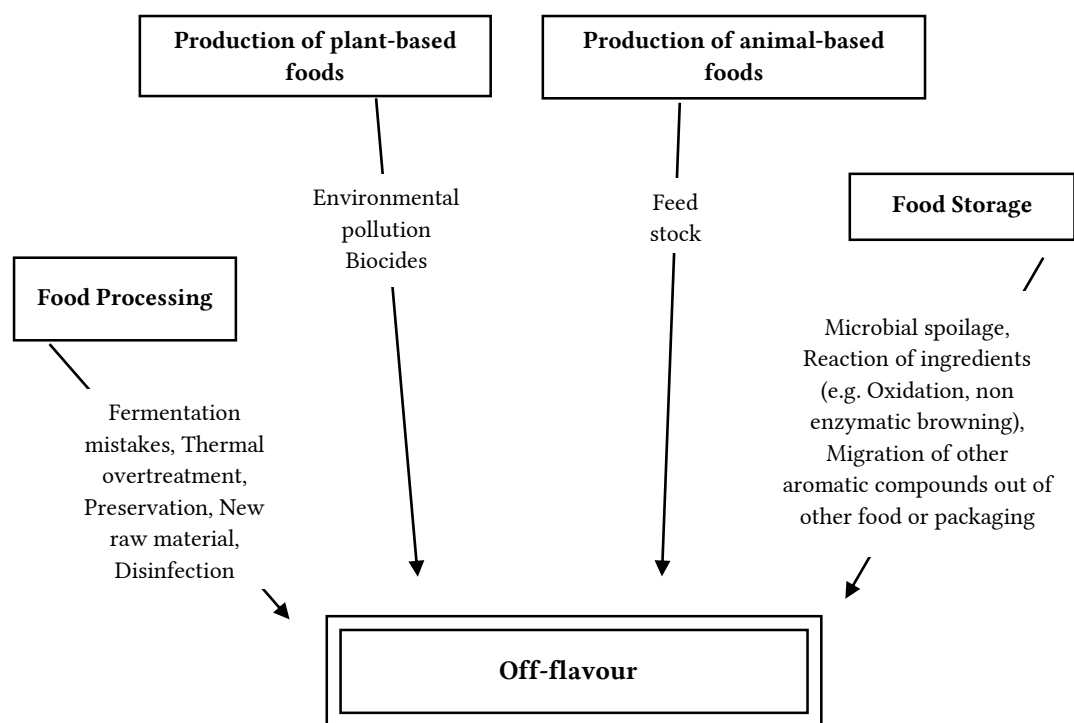 Production of plant-based
foods
Production of animal-based
foods
Environmental
pollution
Biocides
Feed
stock
Food Storage
Food Processing
Microbial spoilage,
Reaction of ingredients
(e.g. Oxidation, non
enzymatic browning),
Migration of other
aromatic compounds out of
other food or packaging
Fermentation
mistakes, Thermal
overtreatment,
Preservation, New
raw material,
Disinfection
Off-flavour